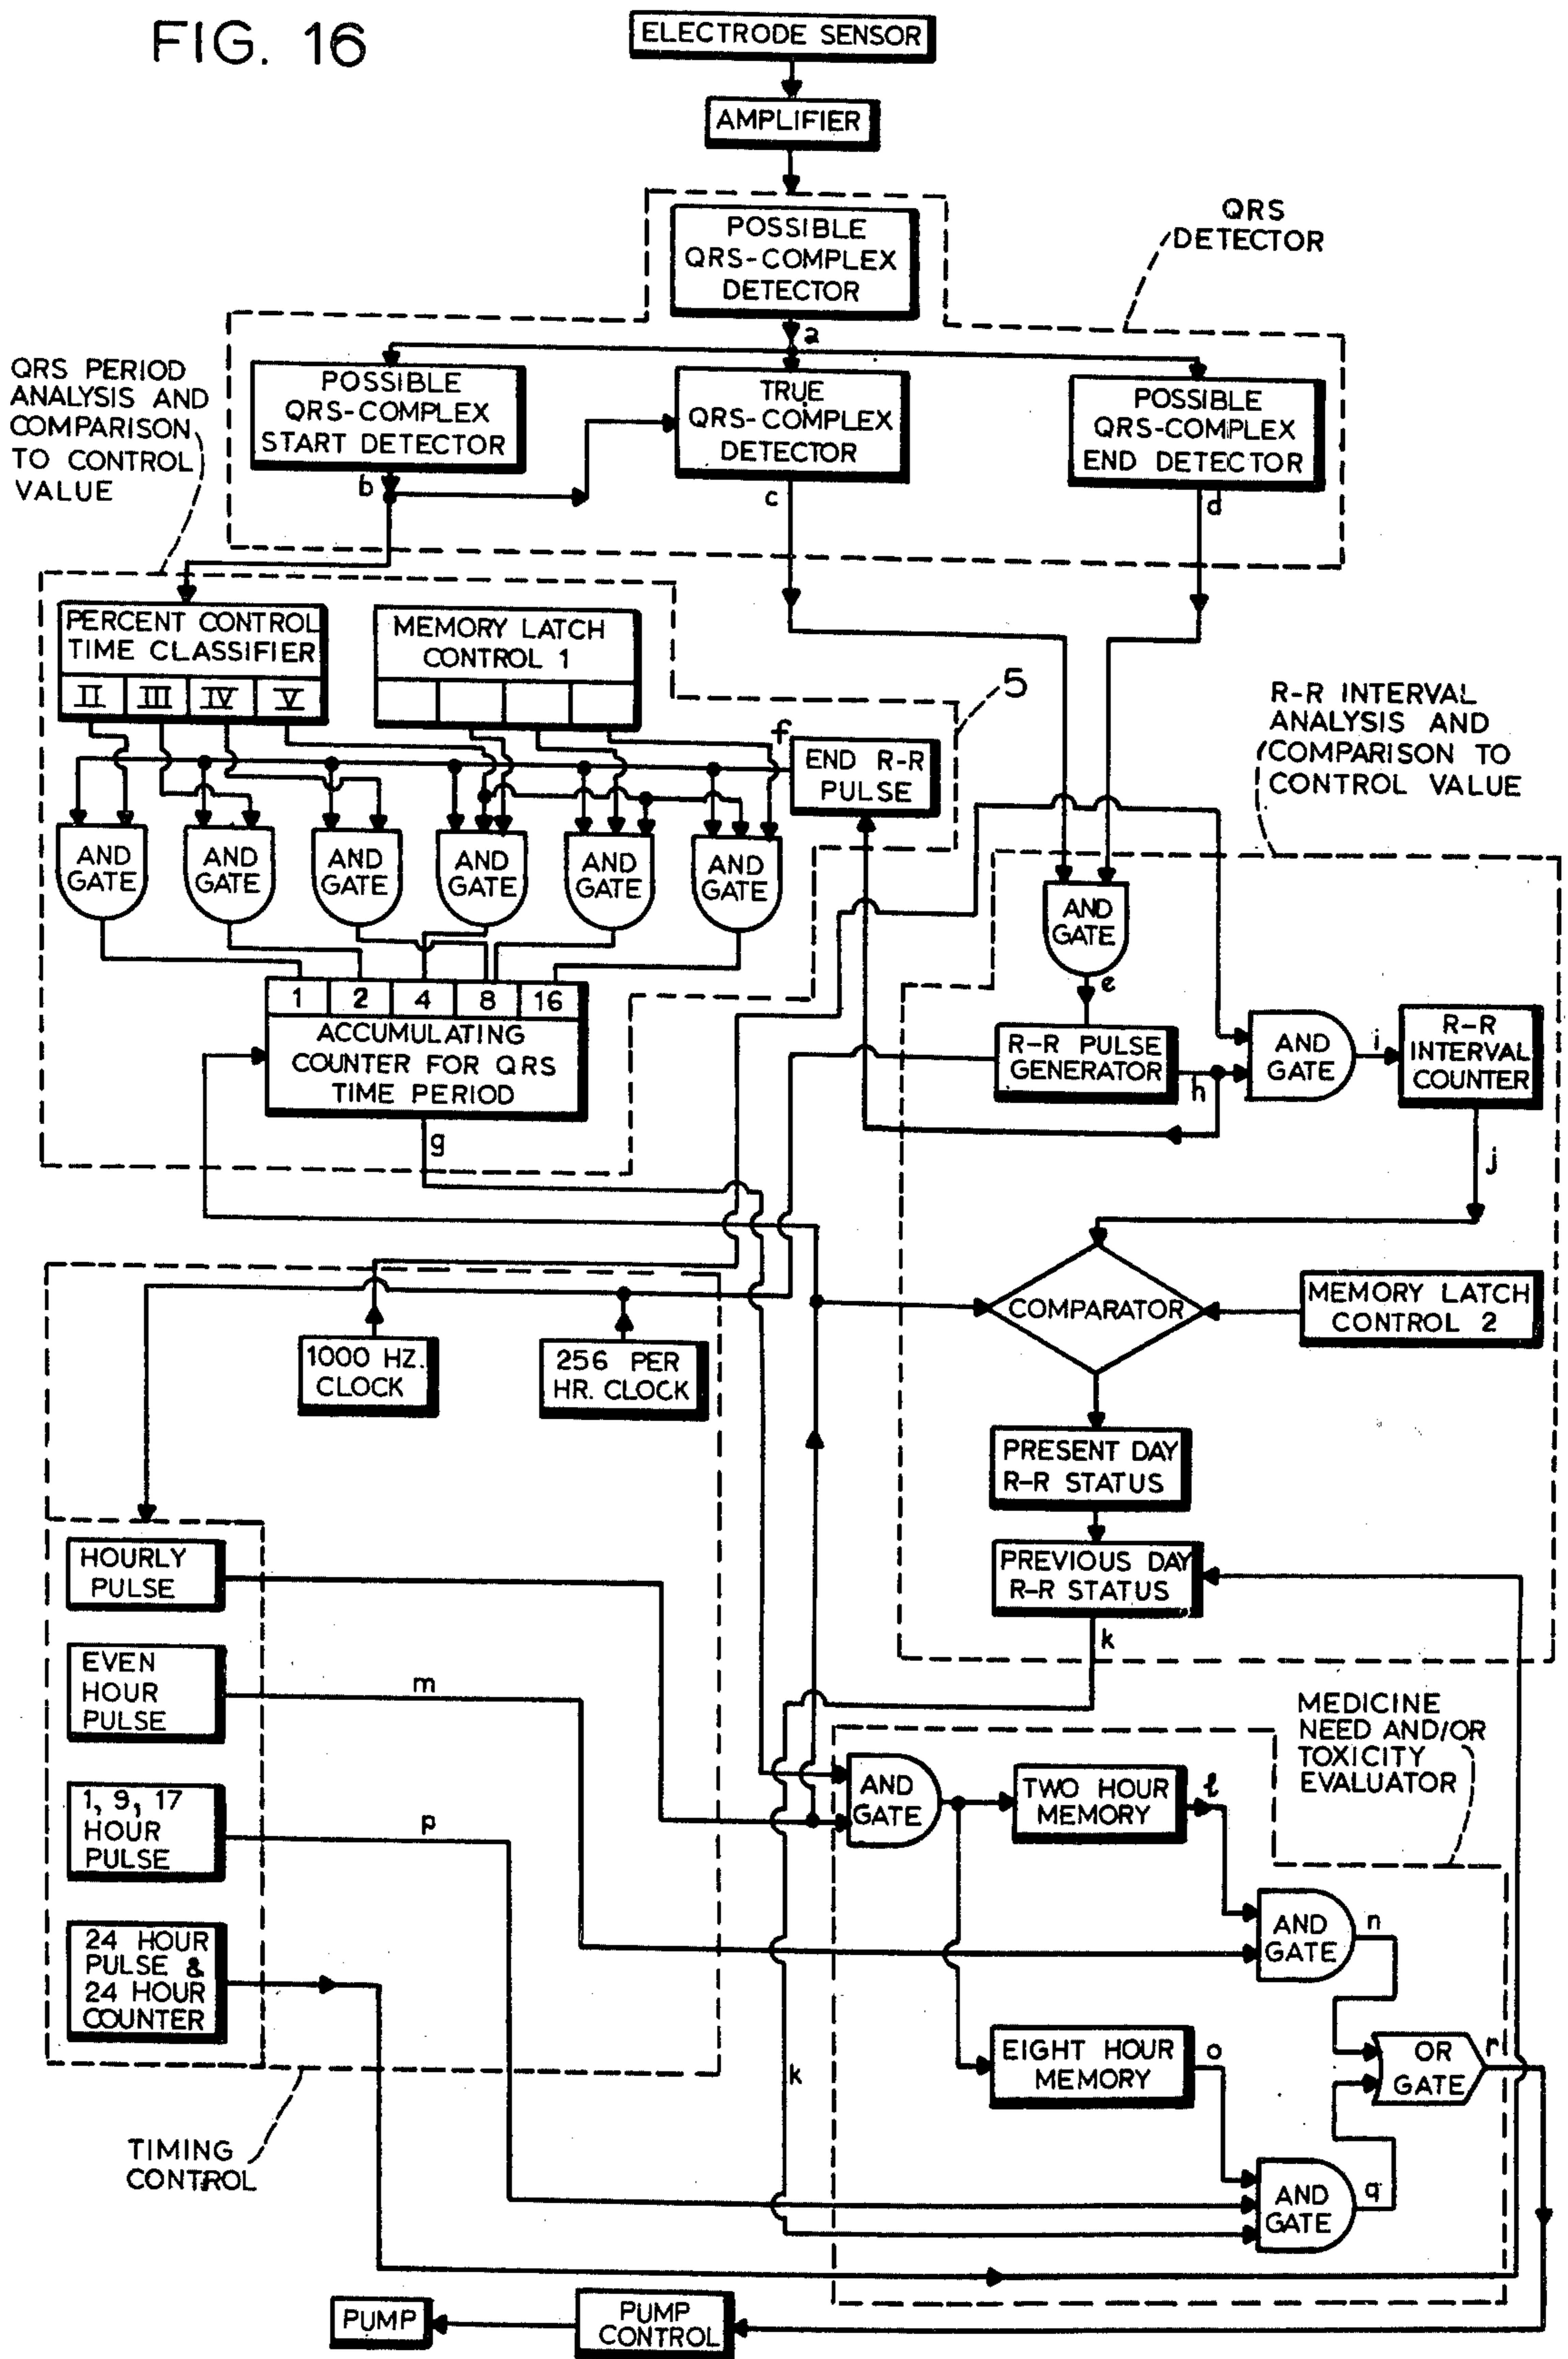 FIG. 16
ELECTRODE SENSOR
AMPLIFIER
POSSIBLE
QRS-COMPLEX
DETECTOR
QRS
DETECTOR
a
QRS PERIOD
ANALYSIS AND
COMPARISON
TO CONTROL
VALUE
POSSIBLE
QRS-COMPLEX
START DETECTOR
TRUE
QRS-COMPLEX
DETECTOR
POSSIBLE
QRS-COMPLEX
END DETECTOR
b
c
d
PERCENT CONTROL
TIME CLASSIFIER
II III IV V
MEMORY LATCH
CONTROL 1
5
f
END R-R
PULSE
R-R INTERVAL
ANALYSIS AND
COMPARISON TO
CONTROL VALUE
AND
GATE
AND
GATE
AND
GATE
AND
GATE
AND
GATE
AND
GATE
AND
GATE
e
1 2 4 8 16
ACCUMULATING
COUNTER FOR QRS
TIME PERIOD
g
R-R PULSE
GENERATOR
h
AND
GATE
i
R-R
INTERVAL
COUNTER
j
COMPARATOR
MEMORY LATCH
CONTROL 2
1000 HZ.
CLOCK
256 PER
HR. CLOCK
PRESENT DAY
R-R STATUS
PREVIOUS DAY
R-R STATUS
k
HOURLY
PULSE
EVEN
HOUR
PULSE
m
1, 9, 17
HOUR
PULSE
p
24 HOUR
PULSE &
24 HOUR
COUNTER
MEDICINE
NEED AND/OR
TOXICITY
EVALUATOR
AND
GATE
TWO HOUR
MEMORY
ℓ
AND
GATE
n
EIGHT HOUR
MEMORY
o
k
OR
GATE
r
AND
GATE
q
TIMING
CONTROL
PUMP
PUMP
CONTROL